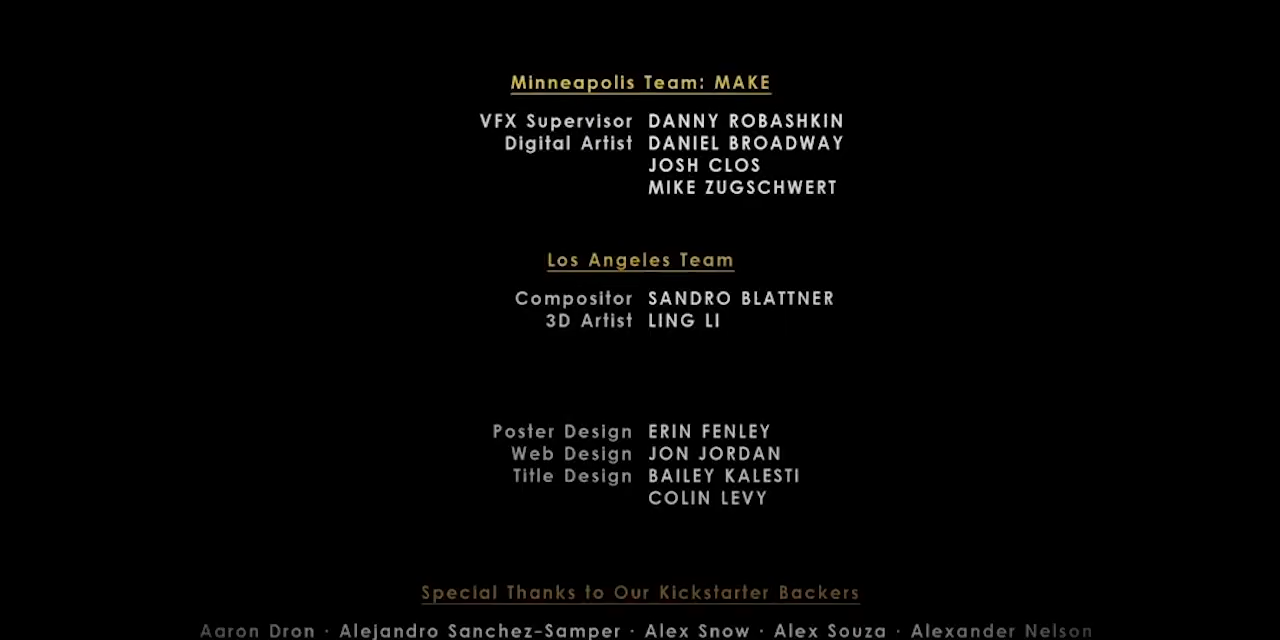 Minneapolis Team: MAKE
VFX Supervisor DANNY ROBASHKIN
Digital Artist DANIEL BROADWAY
JOSH CLOS
MIKE ZUGSCHWERT
Los Angeles Team
Compositor SANDRO BLATTNER
3D Artist LING LI
Poster Design ERIN FENLEY
Web Design JON JORDAN
Title Design BAILEY KALESTI
COLIN LEVY
Special Thanks to Our Kickstarter Backers
Aaron Dron · Alejandro Sanchez-Samper · Alex Snow · Alex Souza · Alexander Nelson